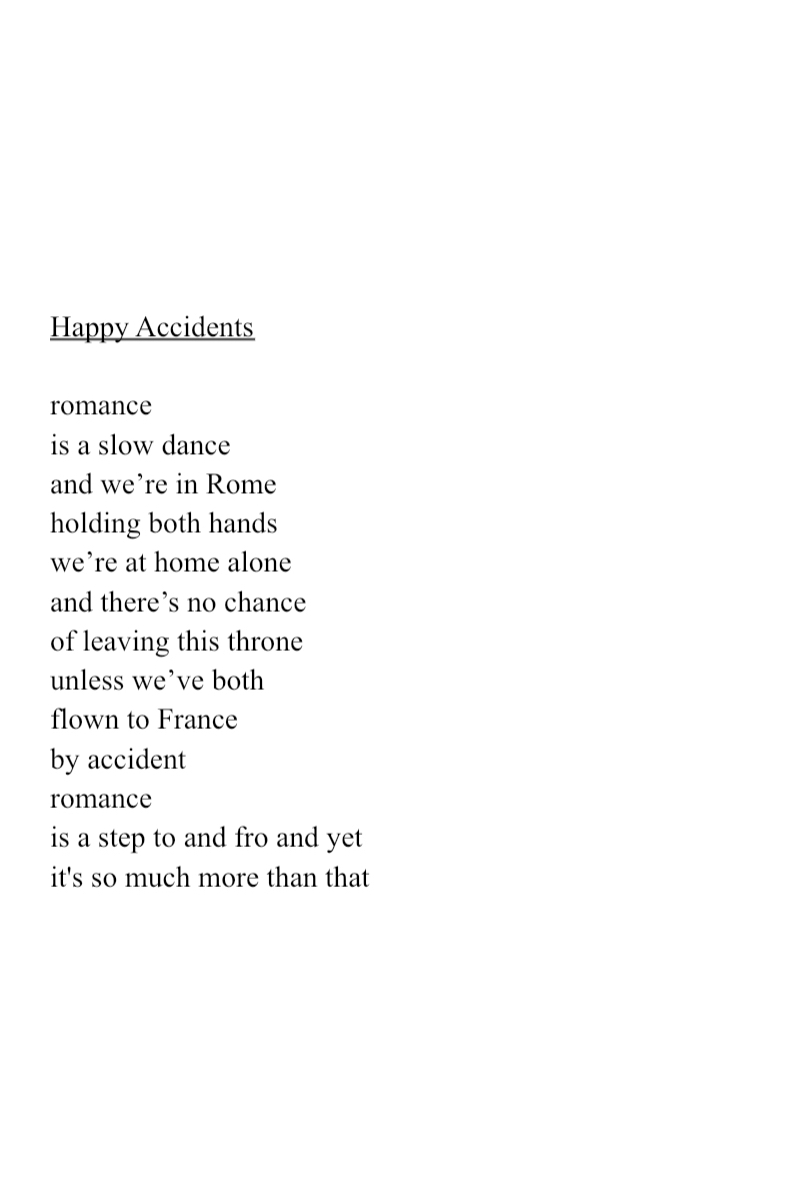 Happy Accidents
romance
is a slow dance
and we’re in Rome
holding both hands
we’re at home alone
and there’s no chance
of leaving this throne
unless we’ve both
flown to France
by accident
romance
is a step to and fro and yet
it's so much more than that